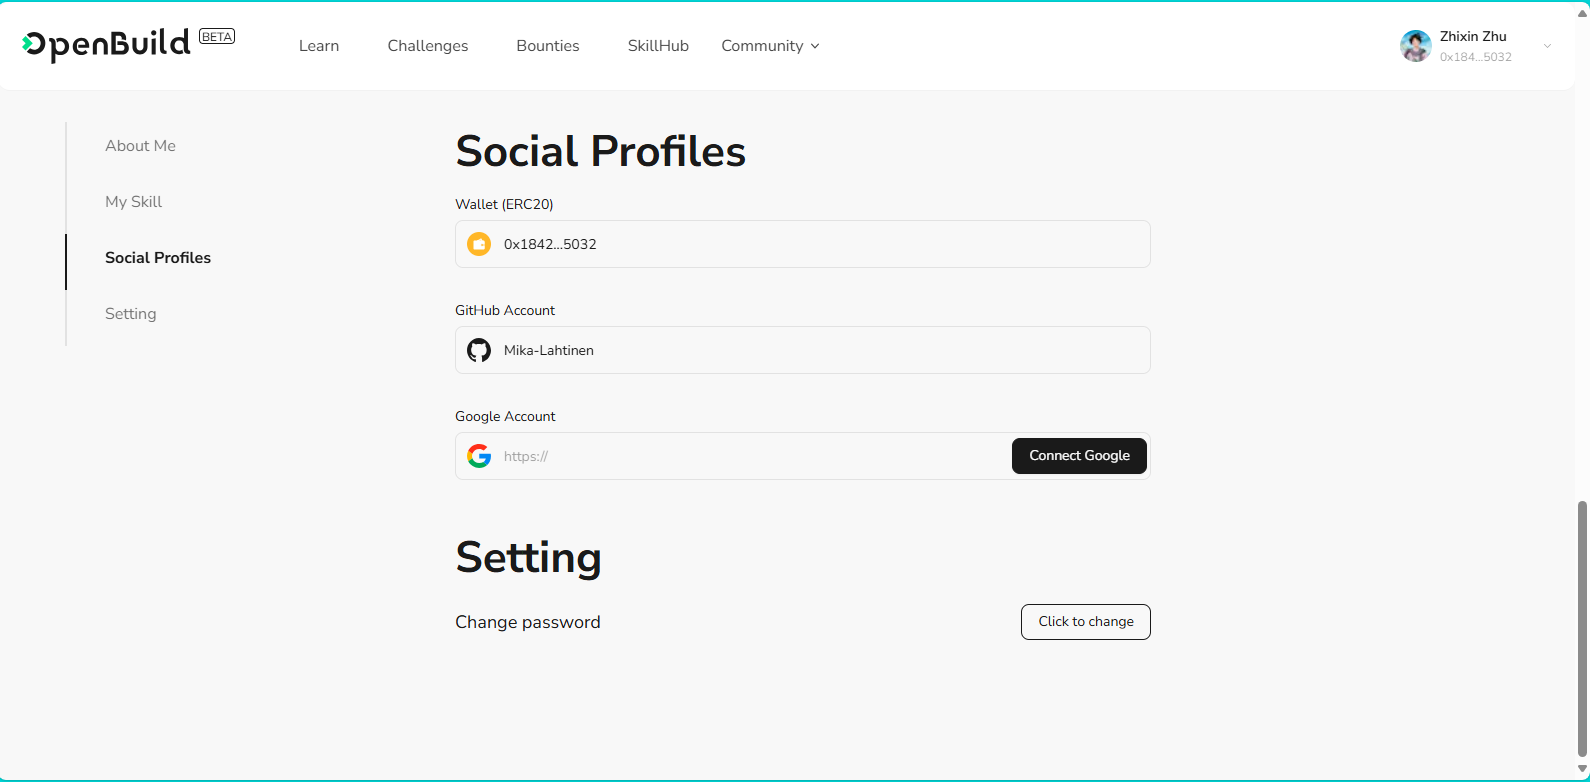 OpenBuild BETA
Learn
Challenges
Bounties
SkillHub
Community
Zhixin Zhu
0x184...5032
About Me
My Skill
Social Profiles
Setting
Social Profiles
Wallet (ERC20)
0x1842...5032
GitHub Account
Mika-Lahtinen
Google Account
https://
Connect Google
Setting
Change password
Click to change